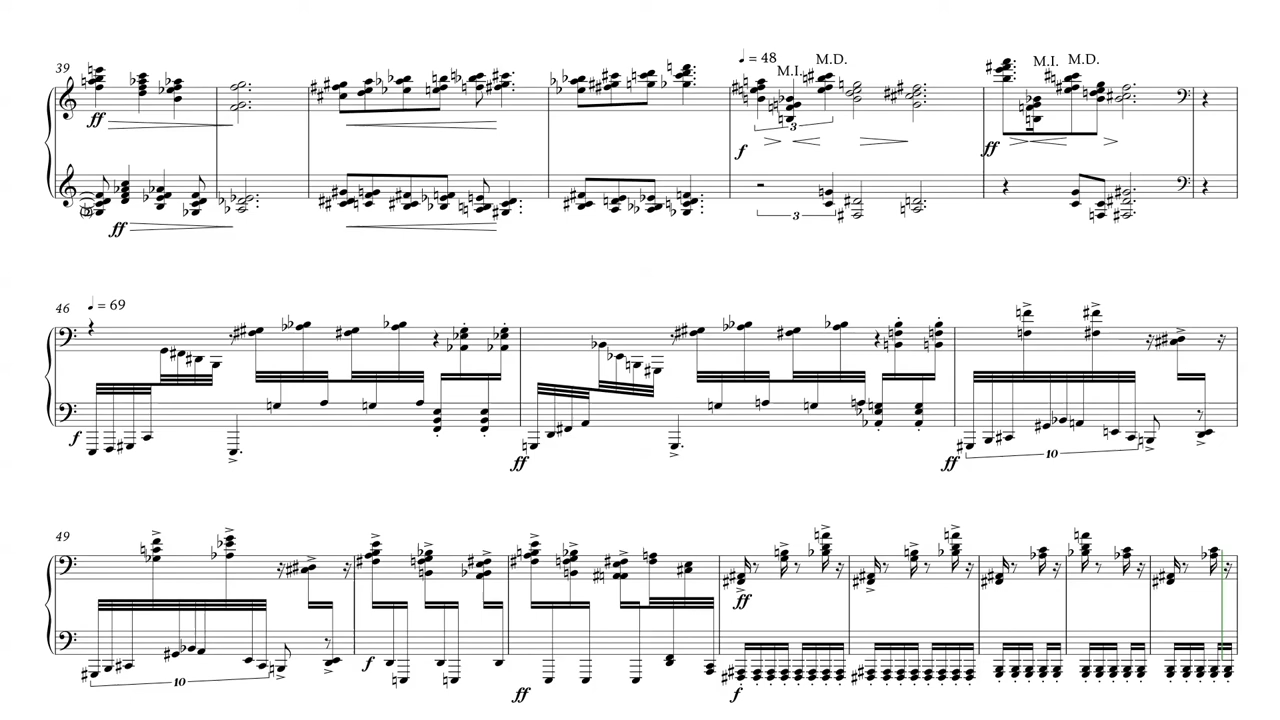 39
♩ = 48
M.I.
M.D.
M.I.
M.D.
ff
3
f
ff
ff
3
46
♩ = 69
f
ff
ff
10
49
ff
f
10
ff
f